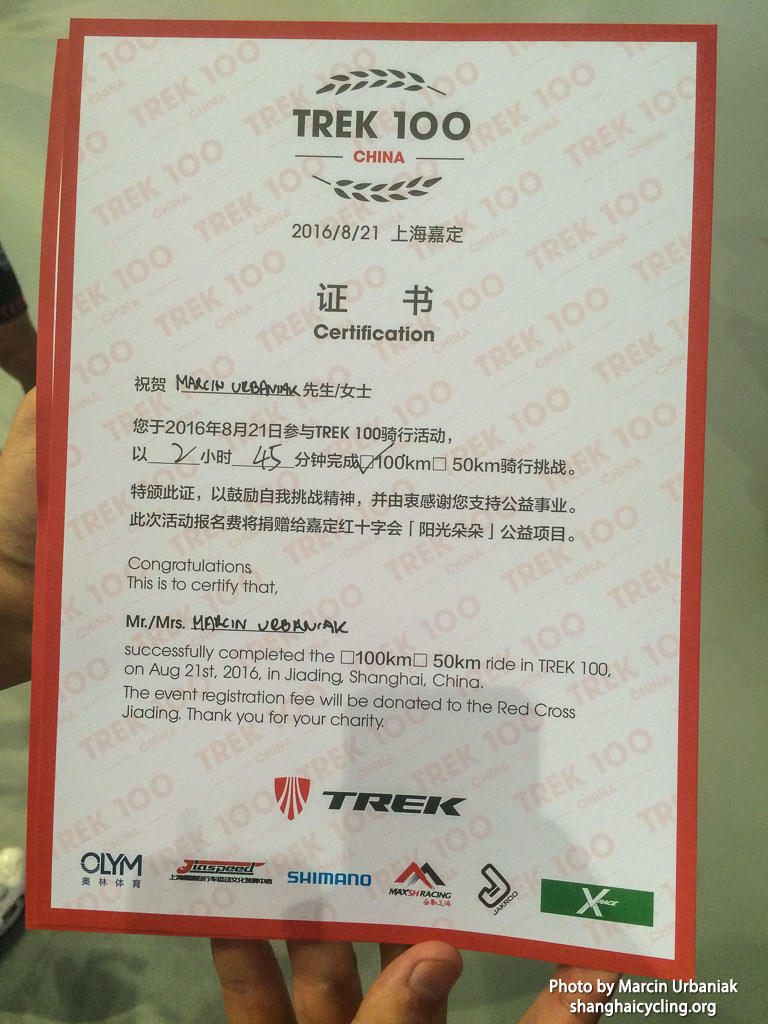 TREK 100
CHINA
2016/8/21 上海嘉定
证 书
Certification
祝贺 MARCIN URBANIAK 先生/女士
您于2016年8月21日参与TREK 100骑行活动，
以 2 小时 45 分钟完成☑100km□ 50km骑行挑战。
特颁此证，以鼓励自我挑战精神，并由衷感谢您支持公益事业。
此次活动报名费将捐赠给嘉定红十字会「阳光朵朵」公益项目。
Congratulations,
This is to certify that,
Mr./Mrs. MARCIN URBANIAK
successfully completed the □100km□ 50km ride in TREK 100,
on Aug 21st, 2016, in Jiading, Shanghai, China.
The event registration fee will be donated to the Red Cross
Jiading. Thank you for your charity.
TREK
OLYM
奥林体育
Jiaspeed
SHIMANO
MAX'SH RACING
JAKROO
X-RACE
Photo by Marcin Urbaniak
shanghaicycling.org